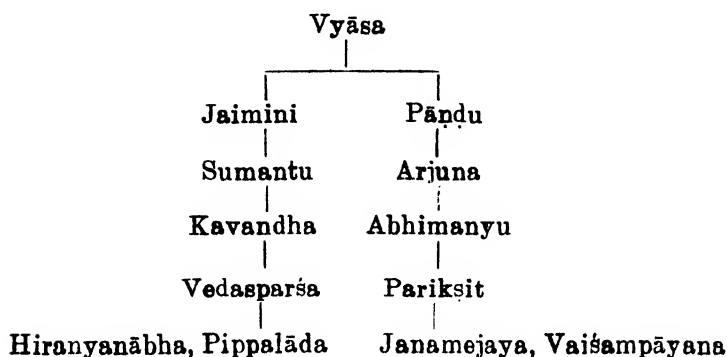 Vyāsa
Jaimini Pāṇḍu
Sumantu Arjuna
Kavandha Abhimanyu
Vedasparśa Parikṣit
Hiranyanābha, Pippalāda Janamejaya, Vaiśampāyana